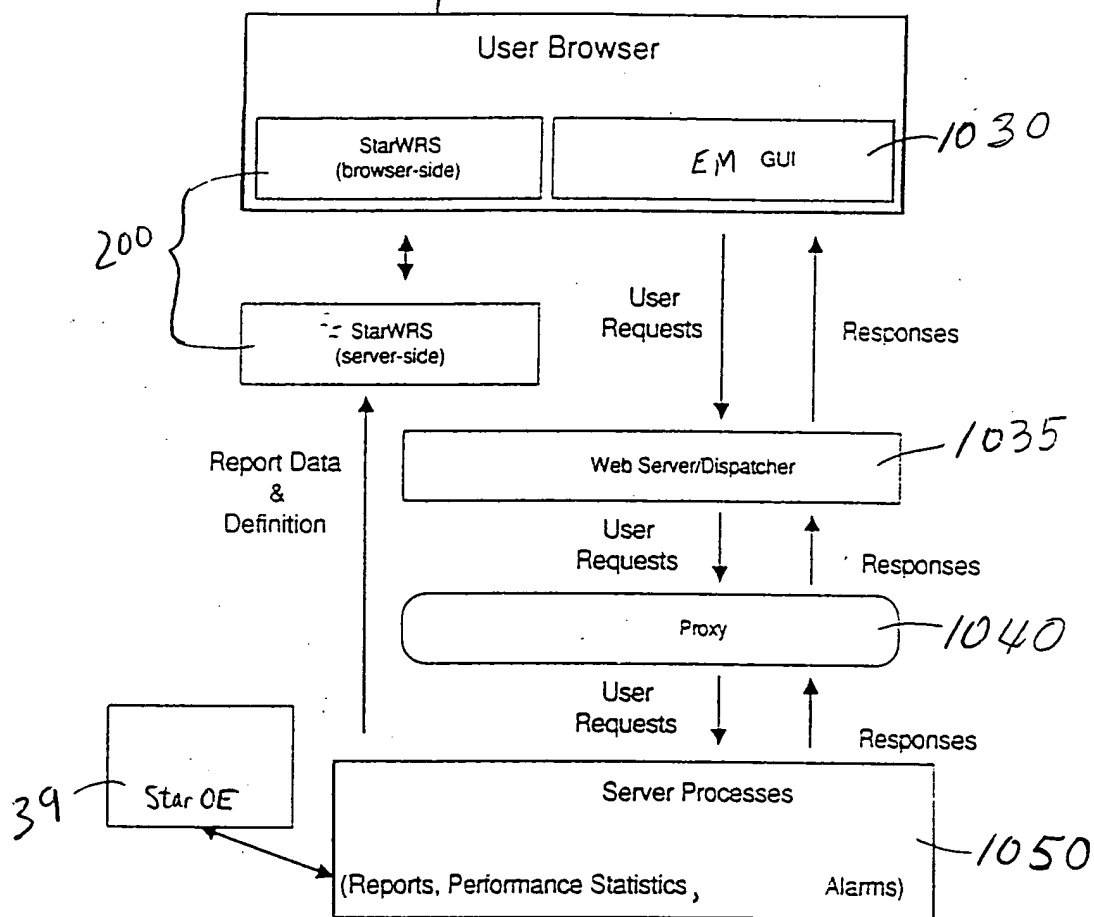 User Browser
StarWRS
(browser-side)
EM GUI
1030
200
StarWRS
(server-side)
User
Requests
Responses
1035
Report Data
&
Definition
Web Server/Dispatcher
User
Requests
Responses
Proxy
1040
User
Requests
Responses
39
Star OE
Server Processes
1050
(Reports, Performance Statistics, Alarms)